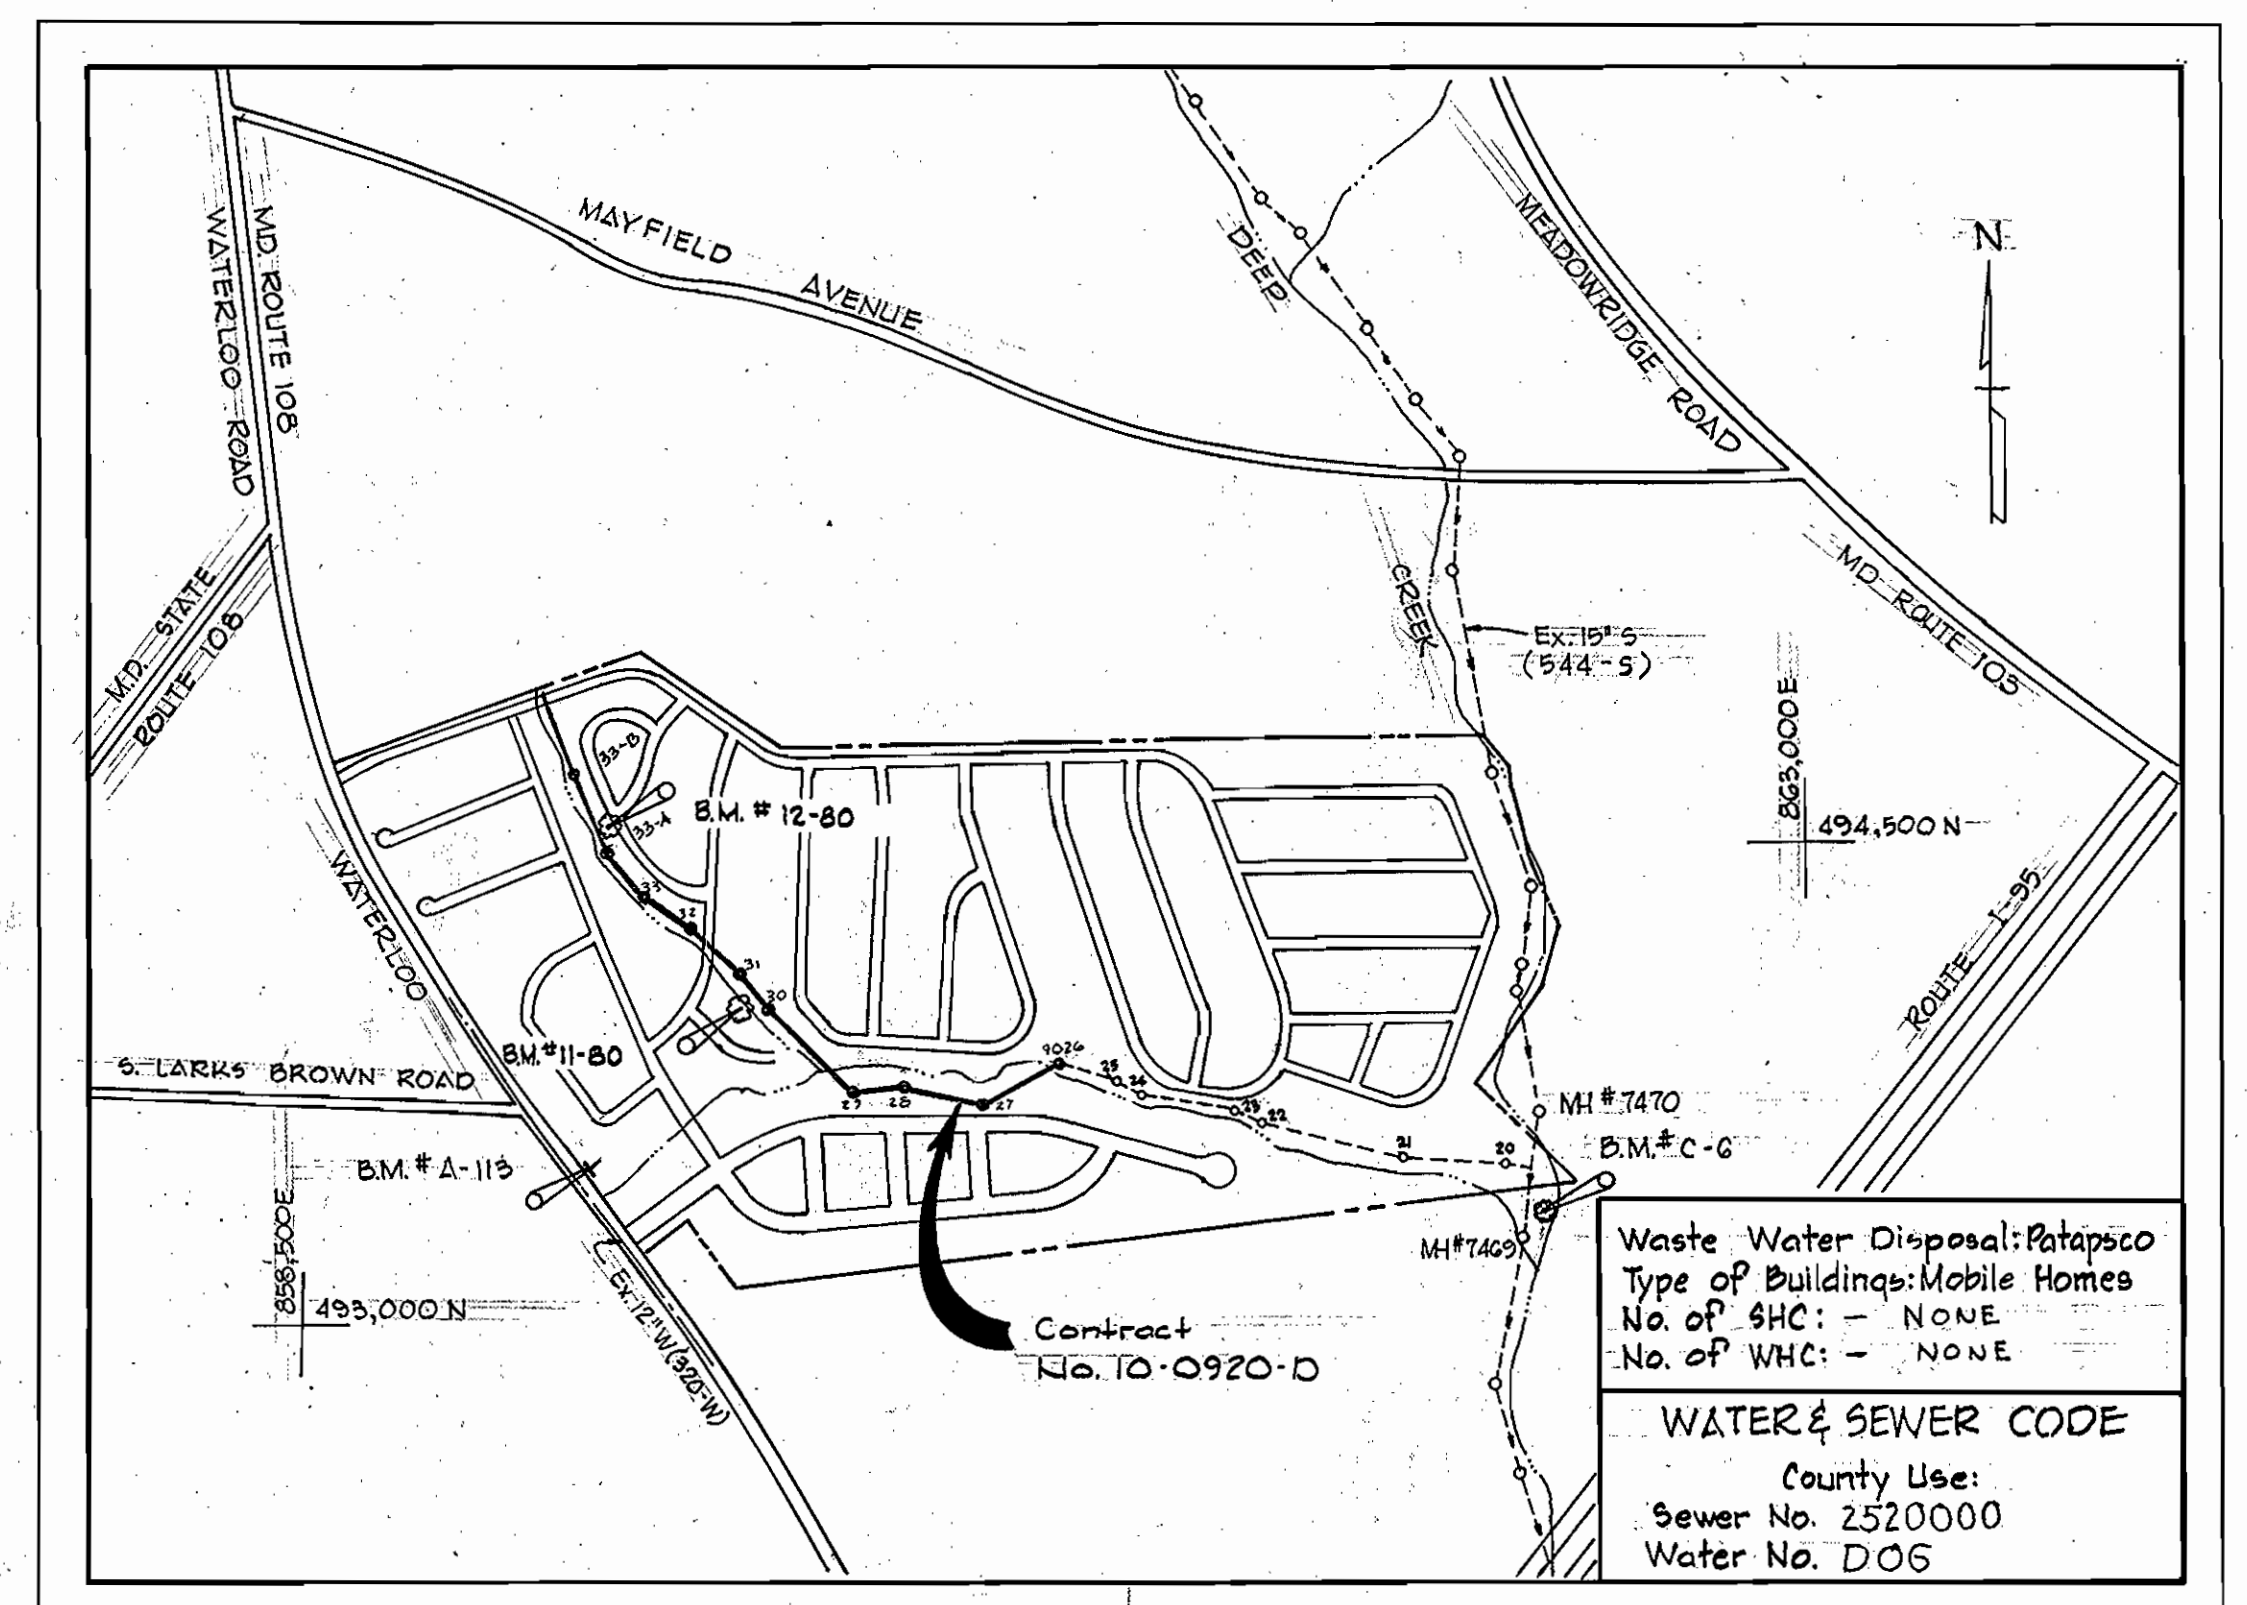 MAYFIELD AVENUE
MD. ROUTE 108
WATERLOO ROAD
DEEP
CREEK
MEADOWRIDGE ROAD
N
MD ROUTE 103
M.D. STATE
ROUTE 108
Ex. 15" S
(544-S)
863,000 E
494,500 N
33-B
33-A
B.M. # 12-80
WATERLOO
33
32
31
30
ROUTE I-95
B.M. #11-80
S. LARKS BROWN ROAD
9026
25
24
23
22
21
20
29
28
27
MH # 7470
B.M. # C-6
B.M. # A-113
MH #7469
858,500 E
493,000 N
Ex. 12" W (320-W)
Contract
No. 10-0920-D
Waste Water Disposal: Patapsco
Type of Buildings: Mobile Homes
No. of SHC: - NONE
No. of WHC: - NONE
WATER & SEWER CODE
County Use:
Sewer No. 2520000
Water No. D06